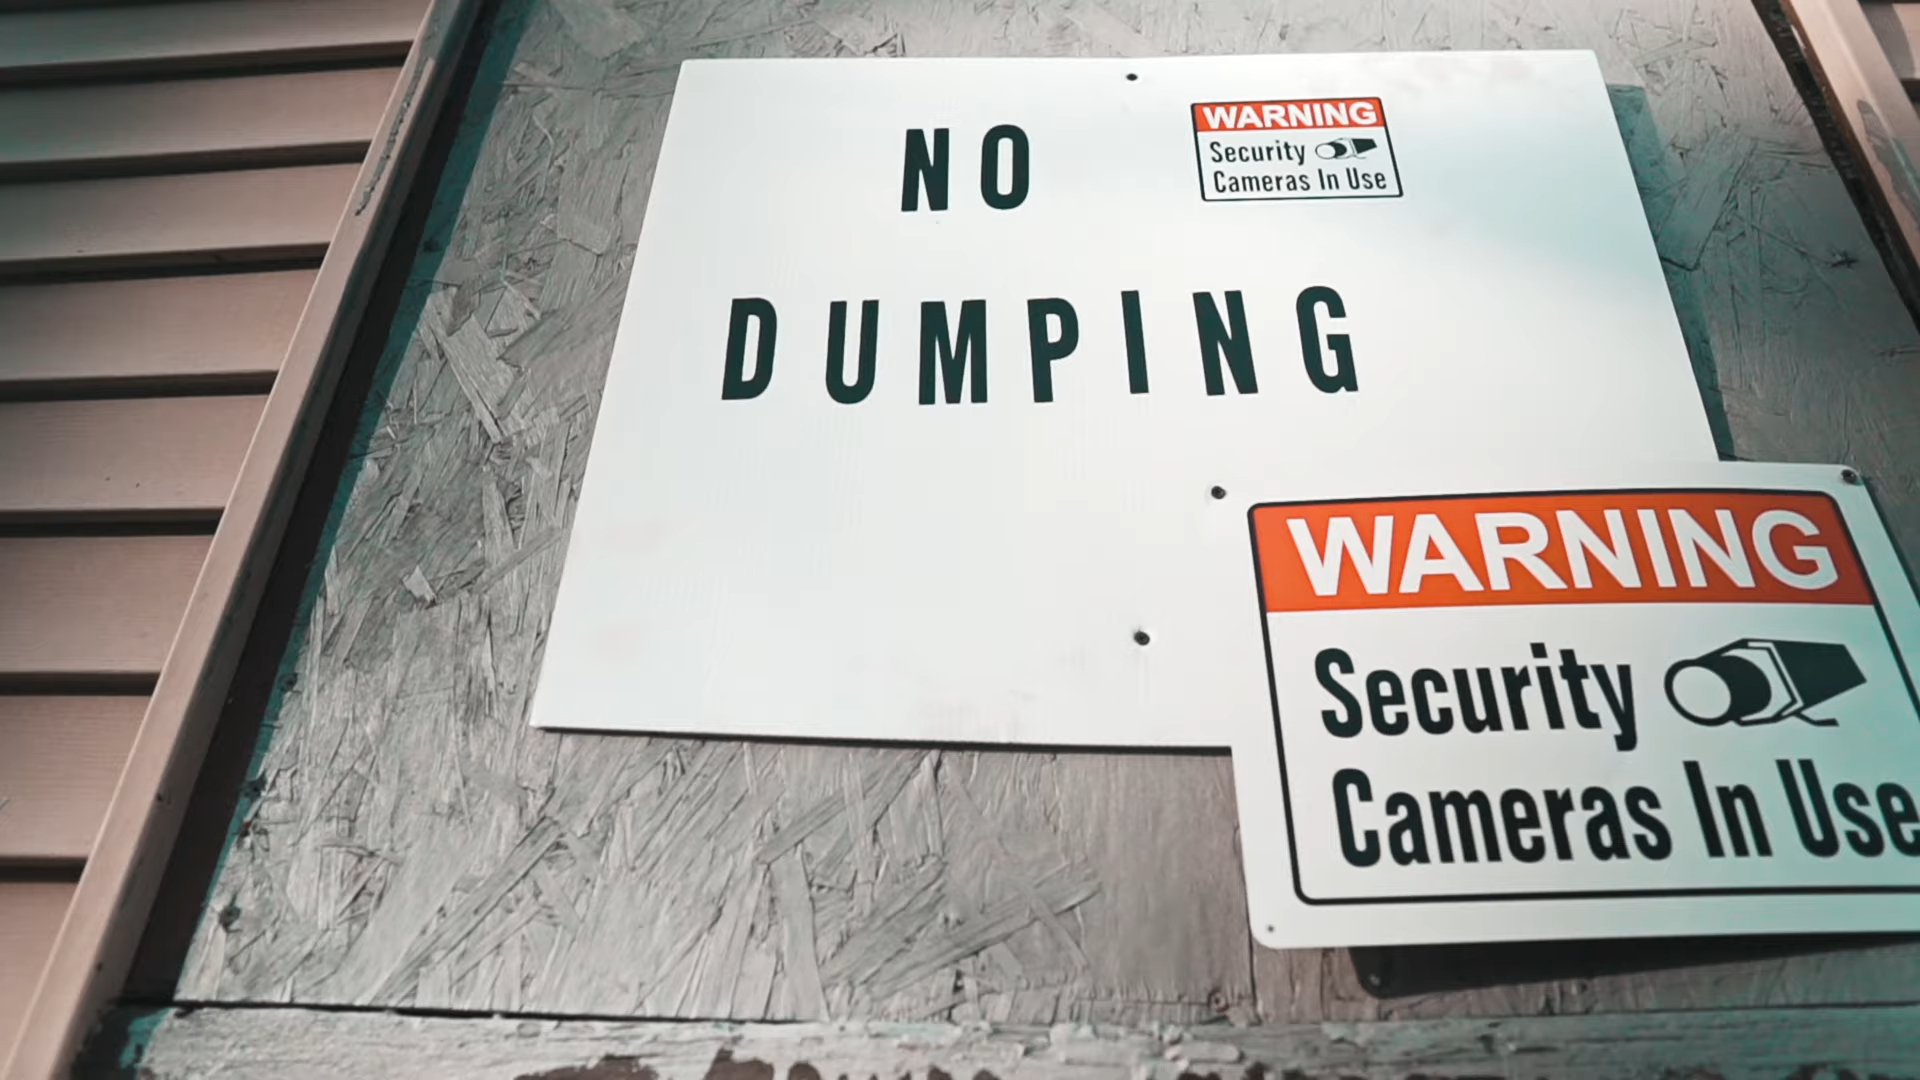 NO
DUMPING
WARNING
Security
Cameras In Use
WARNING
Security
Cameras In Use